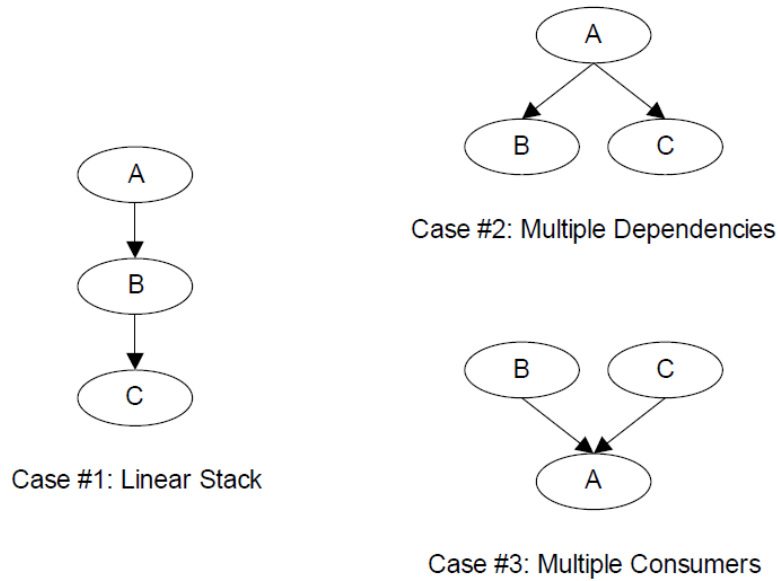 A
B
C
Case #1: Linear Stack
A
B C
Case #2: Multiple Dependencies
B C
A
Case #3: Multiple Consumers